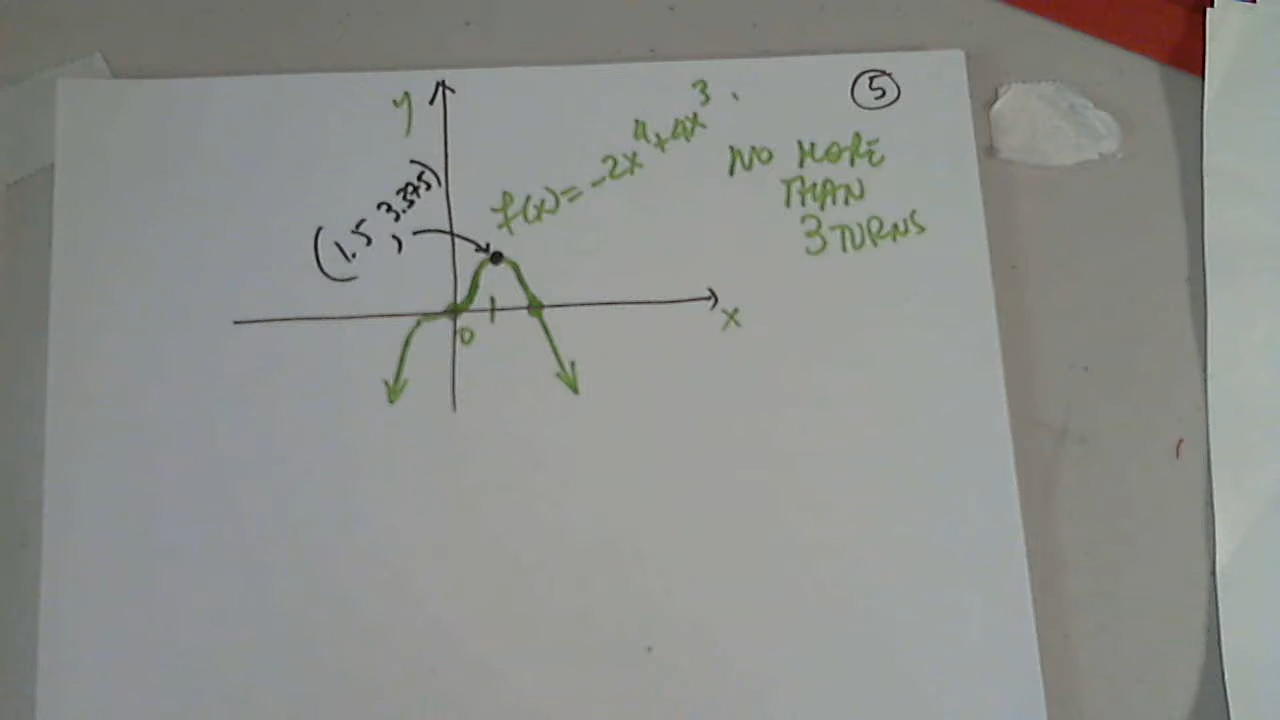 5
y
f(x) = -2x⁴+4x³.
NO MORE
THAN
3 TURNS
(1.5, 3.375)
x
0
1